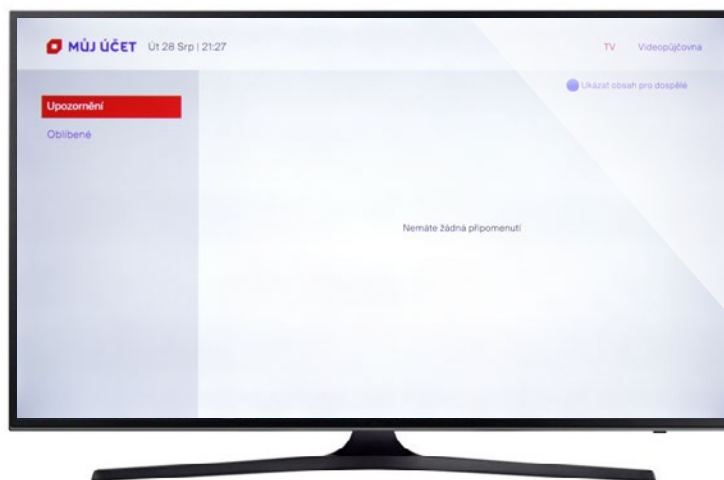 MŮJ ÚČET Út 28 Srp | 21:27
TV Videopůjčovna
Ukázat obsah pro dospělé
Upozornění
Oblíbené
Nemáte žádná připomenutí